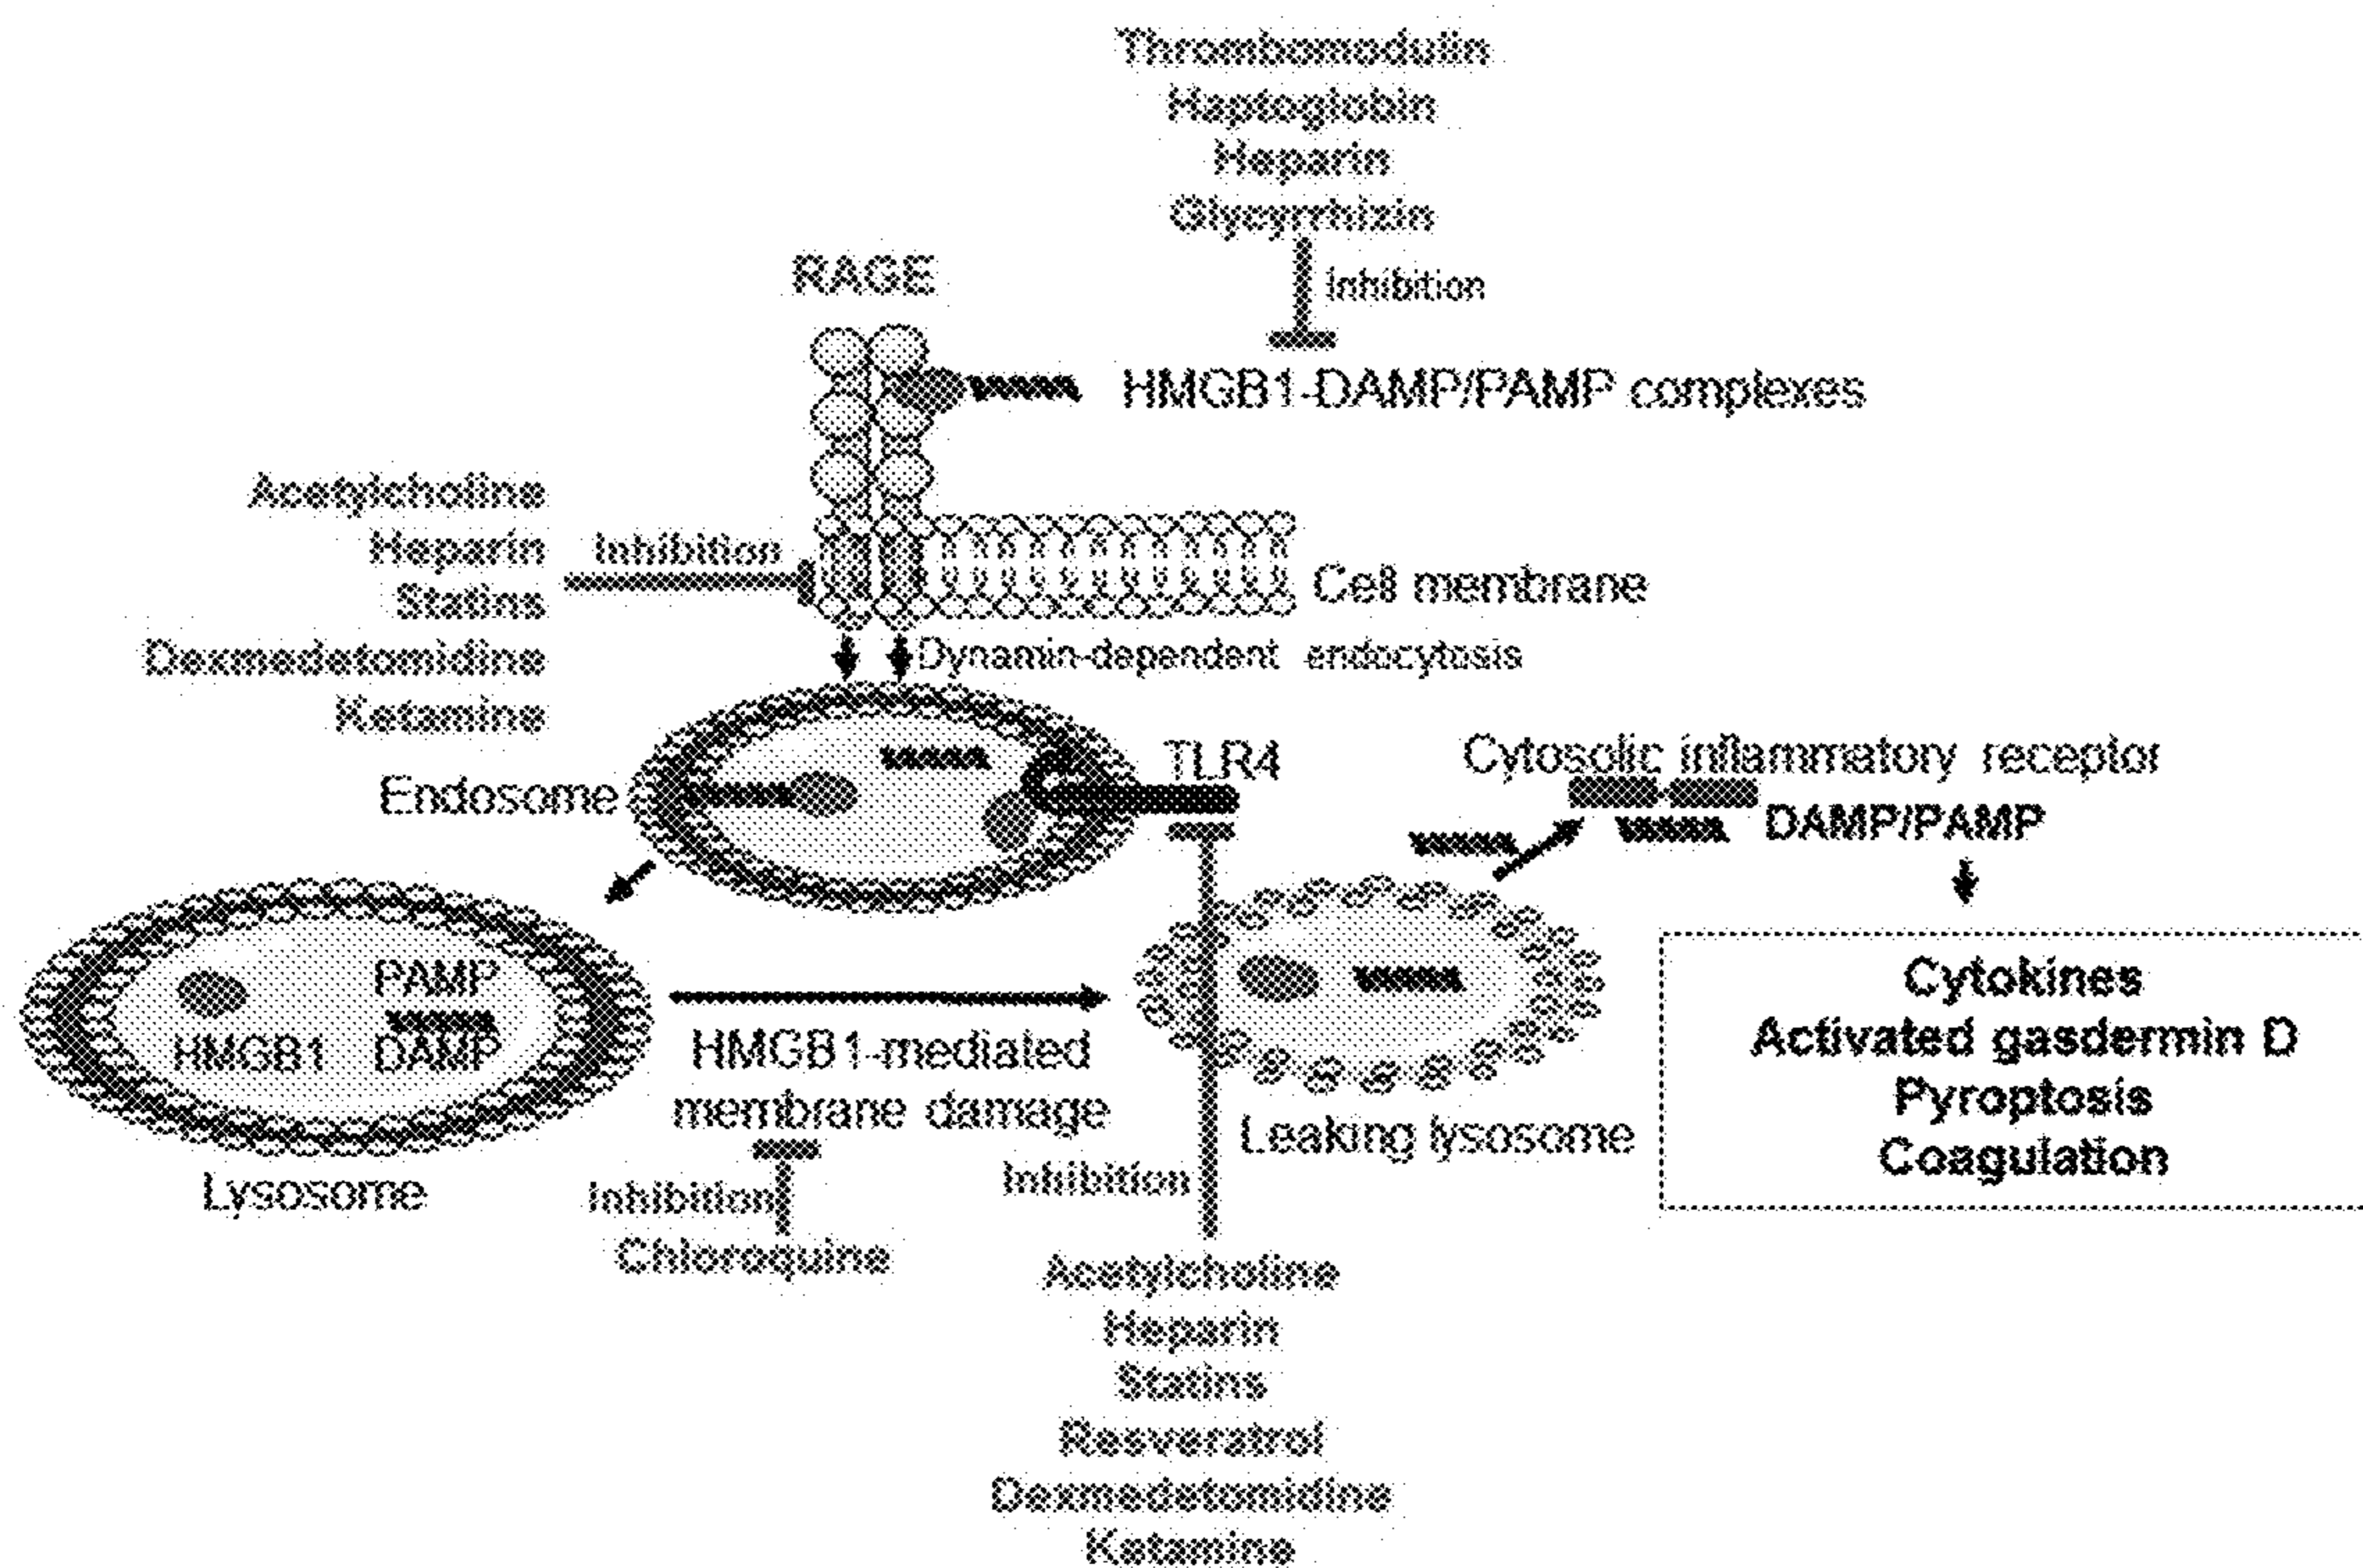 Thrombomodulin
Haptoglobin
Heparin
Glycyrrhizin
Inhibition
RAGE
HMGB1-DAMP/PAMP complexes
Acetylcholine
Heparin
Statins
Dexmedetomidine
Ketamine
Inhibition
Cell membrane
Dynamin-dependent endocytosis
Endosome
TLR4
Cytosolic inflammatory receptor
DAMP/PAMP
PAMP
HMGB1 DAMP
Lysosome
HMGB1-mediated
membrane damage
Inhibition
Chloroquine
Leaking lysosome
Cytokines
Activated gasdermin D
Pyroptosis
Coagulation
Inhibition
Acetylcholine
Heparin
Statins
Resveratrol
Dexmedetomidine
Ketamine